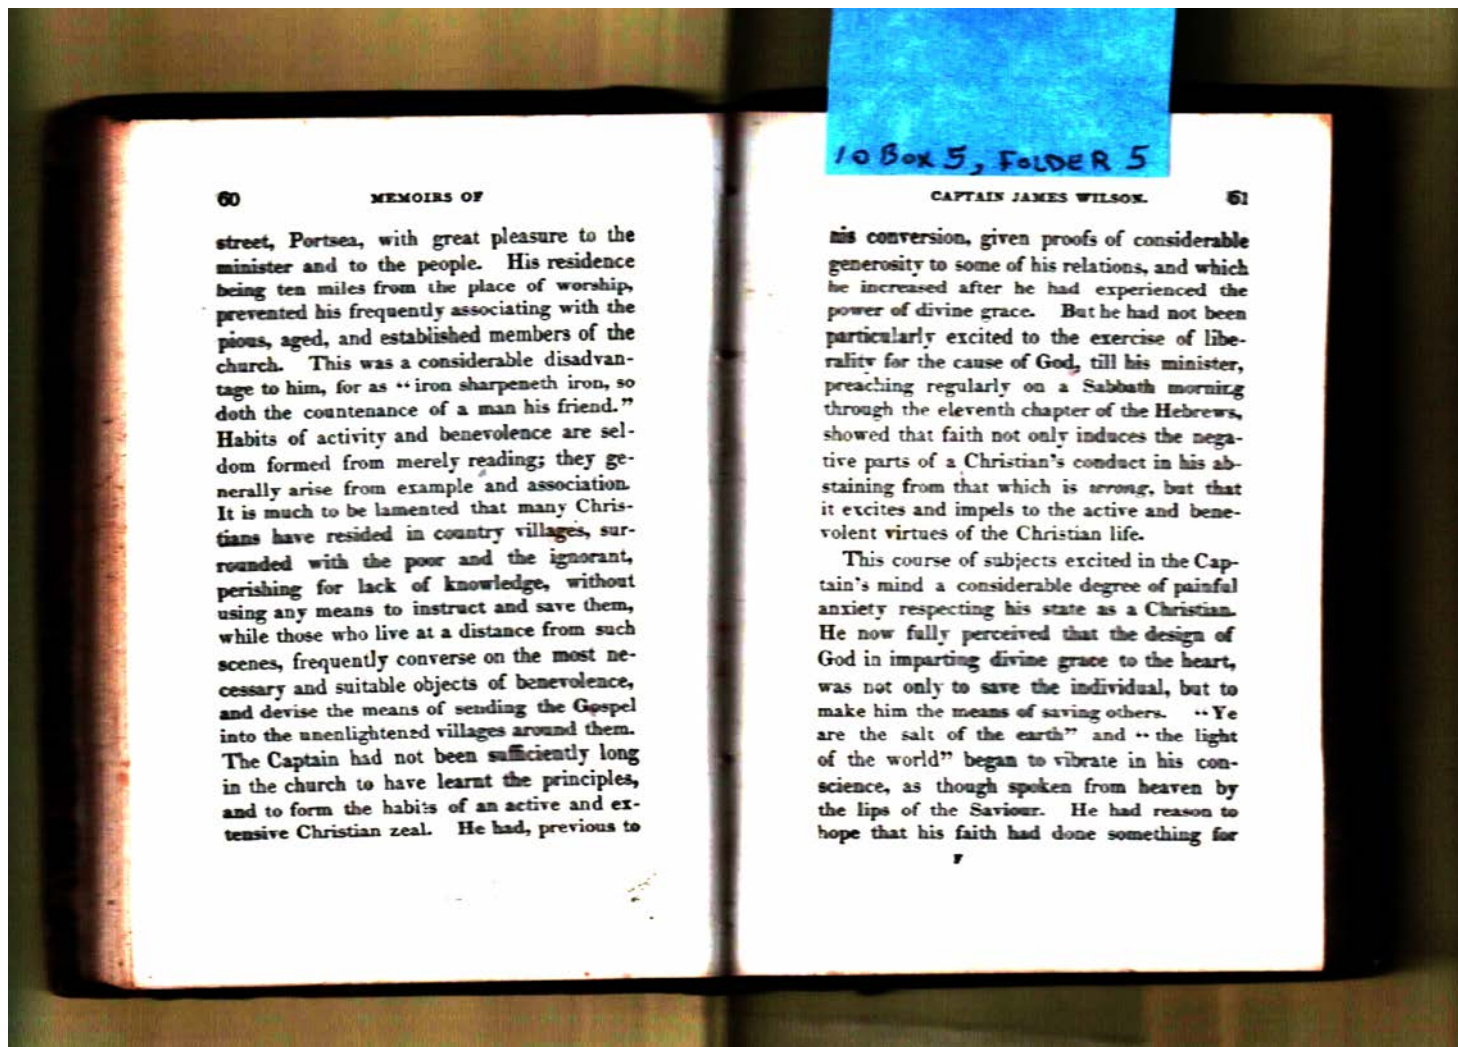 10 Box 5, FOLDER 5
60 MEMOIRS OF
street, Portsea, with great pleasure to the
minister and to the people. His residence
being ten miles from the place of worship,
prevented his frequently associating with the
pious, aged, and established members of the
church. This was a considerable disadvan-
tage to him, for as “iron sharpeneth iron, so
doth the countenance of a man his friend.”
Habits of activity and benevolence are sel-
dom formed from merely reading; they ge-
nerally arise from example and association.
It is much to be lamented that many Chris-
tians have resided in country villages, sur-
rounded with the poor and the ignorant,
perishing for lack of knowledge, without
using any means to instruct and save them,
while those who live at a distance from such
scenes, frequently converse on the most ne-
cessary and suitable objects of benevolence,
and devise the means of sending the Gospel
into the unenlightened villages around them.
The Captain had not been sufficiently long
in the church to have learnt the principles,
and to form the habits of an active and ex-
tensive Christian zeal. He had, previous to
CAPTAIN JAMES WILSON. 61
his conversion, given proofs of considerable
generosity to some of his relations, and which
he increased after he had experienced the
power of divine grace. But he had not been
particularly excited to the exercise of libe-
rality for the cause of God, till his minister,
preaching regularly on a Sabbath morning
through the eleventh chapter of the Hebrews,
showed that faith not only induces the nega-
tive parts of a Christian's conduct in his ab-
staining from that which is wrong, but that
it excites and impels to the active and bene-
volent virtues of the Christian life.
This course of subjects excited in the Cap-
tain's mind a considerable degree of painful
anxiety respecting his state as a Christian.
He now fully perceived that the design of
God in imparting divine grace to the heart,
was not only to save the individual, but to
make him the means of saving others. “Ye
are the salt of the earth” and “the light
of the world” began to vibrate in his con-
science, as though spoken from heaven by
the lips of the Saviour. He had reason to
hope that his faith had done something for
F